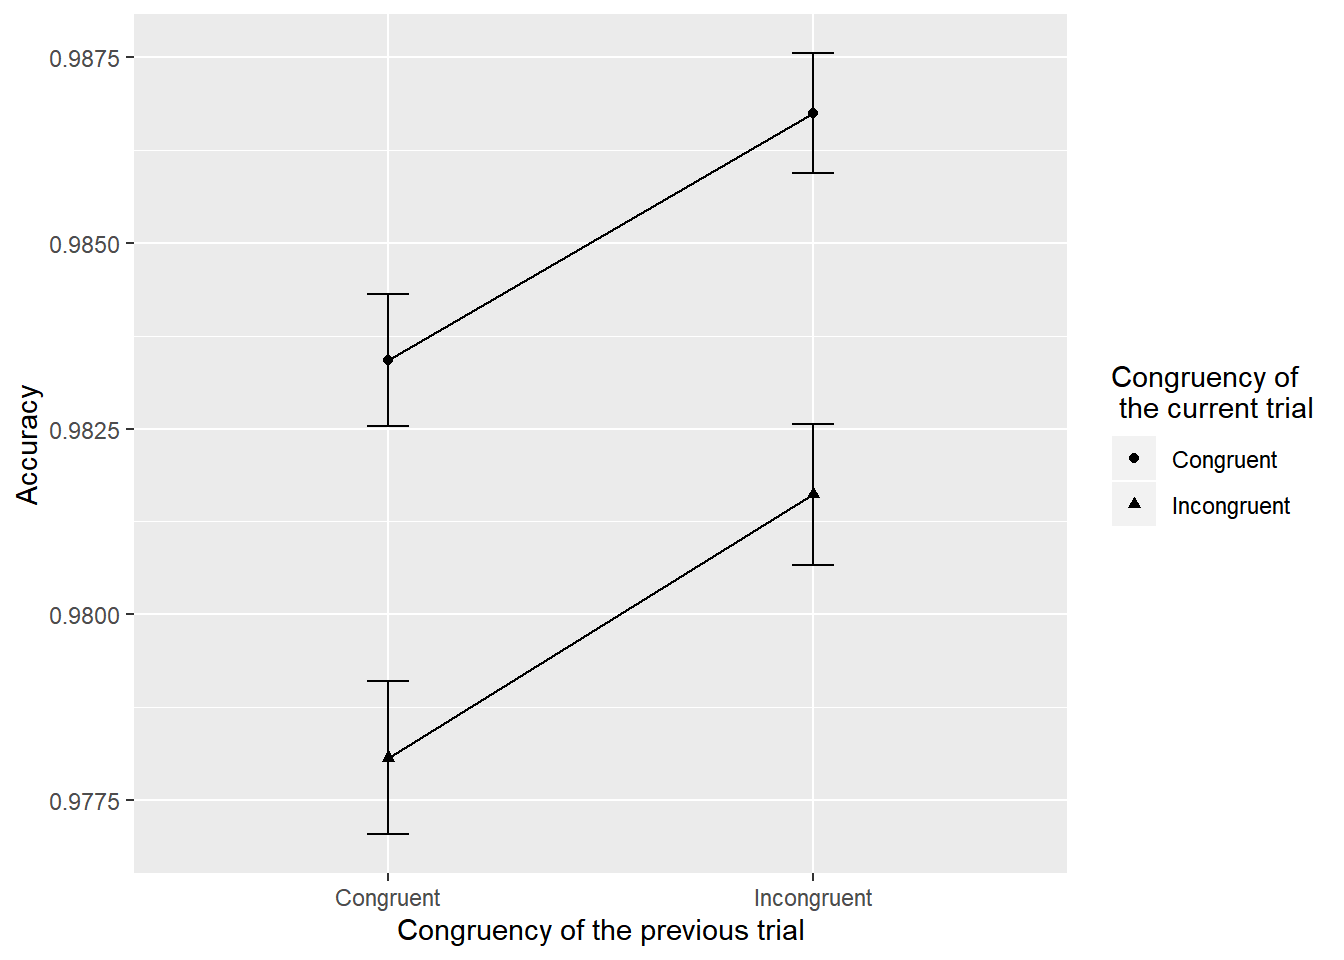 0.9875
0.9850
0.9825
0.9800
0.9775
Accuracy
Congruent
Incongruent
Congruency of the previous trial
Congruency of
the current trial
Congruent
Incongruent